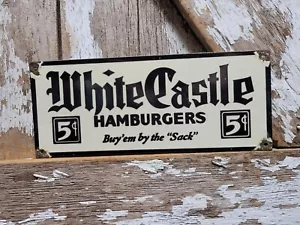 White Castle
HAMBURGERS
5¢ 5¢
Buy'em by the "Sack"